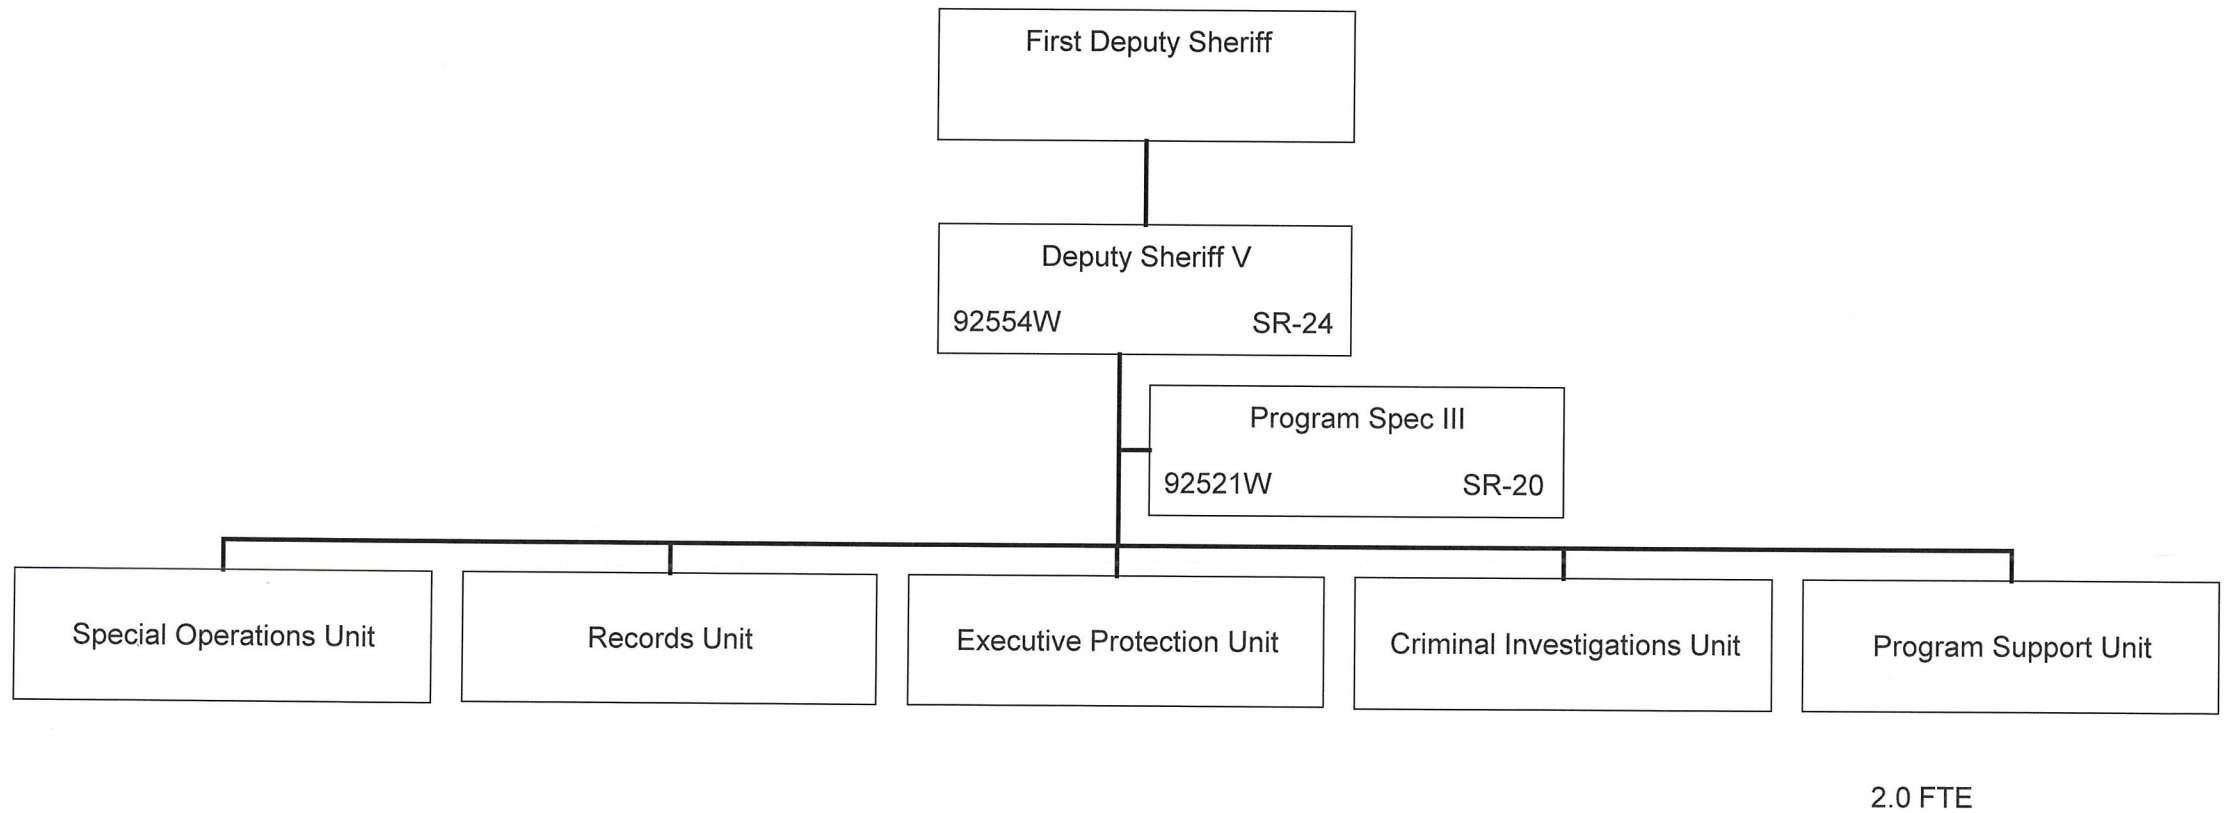 First Deputy Sheriff
Deputy Sheriff V
92554W SR-24
Program Spec III
92521W SR-20
Special Operations Unit
Records Unit
Executive Protection Unit
Criminal Investigations Unit
Program Support Unit
2.0 FTE